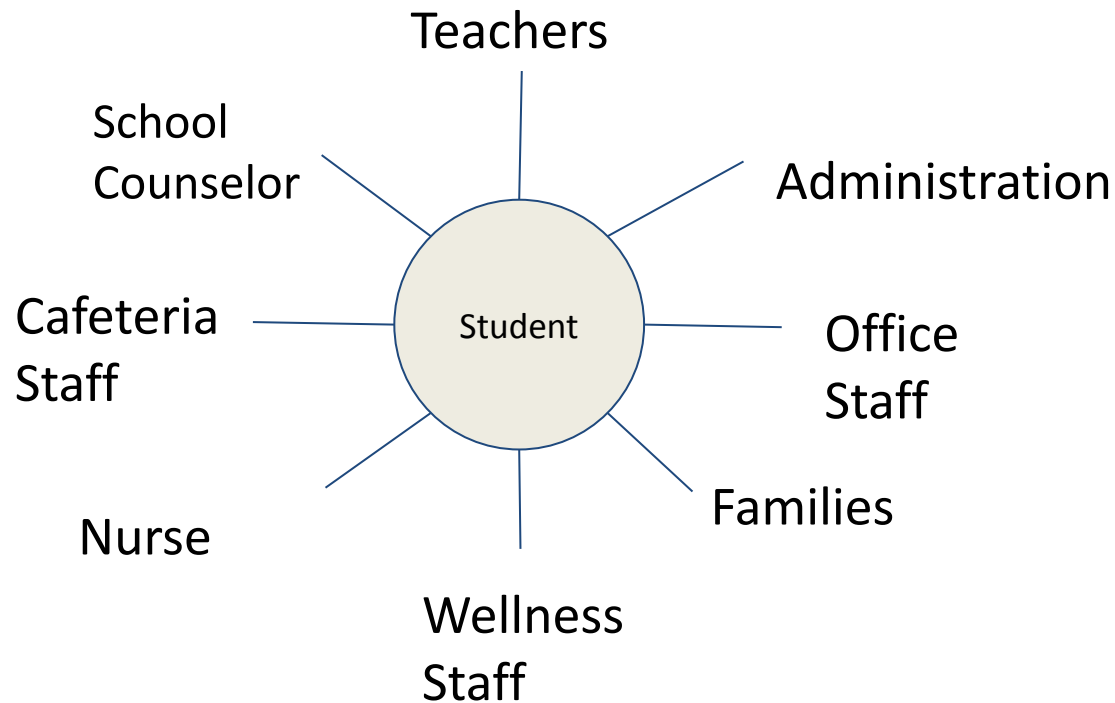 Teachers
School
Counselor
Administration
Cafeteria
Staff
Student
Office
Staff
Families
Nurse
Wellness
Staff